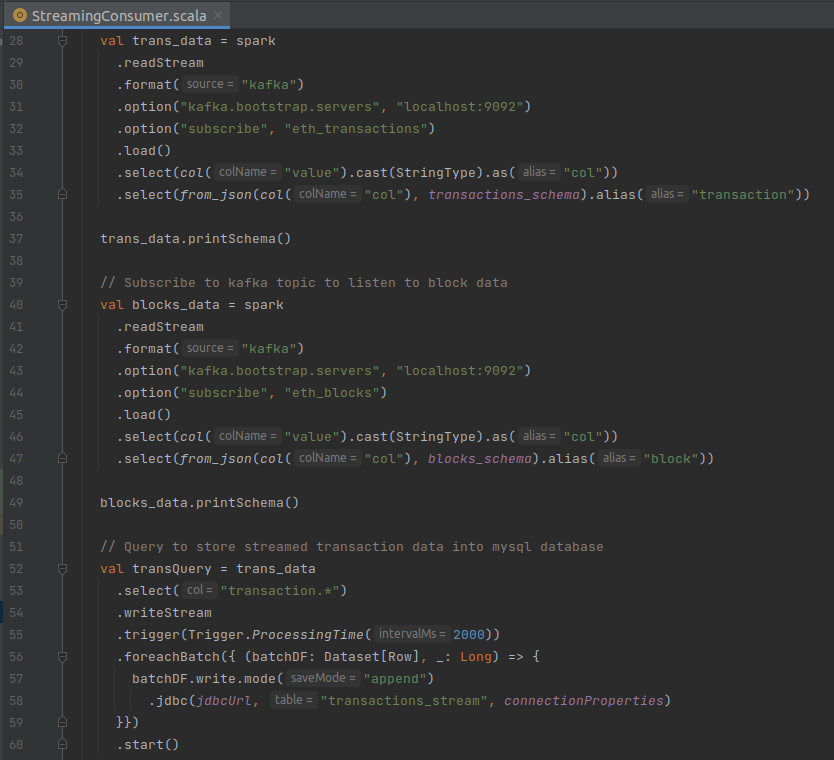 StreamingConsumer.scala
28 val trans_data = spark
29 .readStream
30 .format( source = "kafka")
31 .option("kafka.bootstrap.servers", "localhost:9092")
32 .option("subscribe", "eth_transactions")
33 .load()
34 .select(col( colName = "value").cast(StringType).as( alias = "col"))
35 .select(from_json(col( colName = "col"), transactions_schema).alias( alias = "transaction"))
36
37 trans_data.printSchema()
38
39 // Subscribe to kafka topic to listen to block data
40 val blocks_data = spark
41 .readStream
42 .format( source = "kafka")
43 .option("kafka.bootstrap.servers", "localhost:9092")
44 .option("subscribe", "eth_blocks")
45 .load()
46 .select(col( colName = "value").cast(StringType).as( alias = "col"))
47 .select(from_json(col( colName = "col"), blocks_schema).alias( alias = "block"))
48
49 blocks_data.printSchema()
50
51 // Query to store streamed transaction data into mysql database
52 val transQuery = trans_data
53 .select( col = "transaction.*")
54 .writeStream
55 .trigger(Trigger.ProcessingTime( intervalMs = 2000))
56 .foreachBatch({ (batchDF: Dataset[Row], _: Long) => {
57 batchDF.write.mode( saveMode = "append")
58 .jdbc(jdbcUrl, table = "transactions_stream", connectionProperties)
59 }})
60 .start()